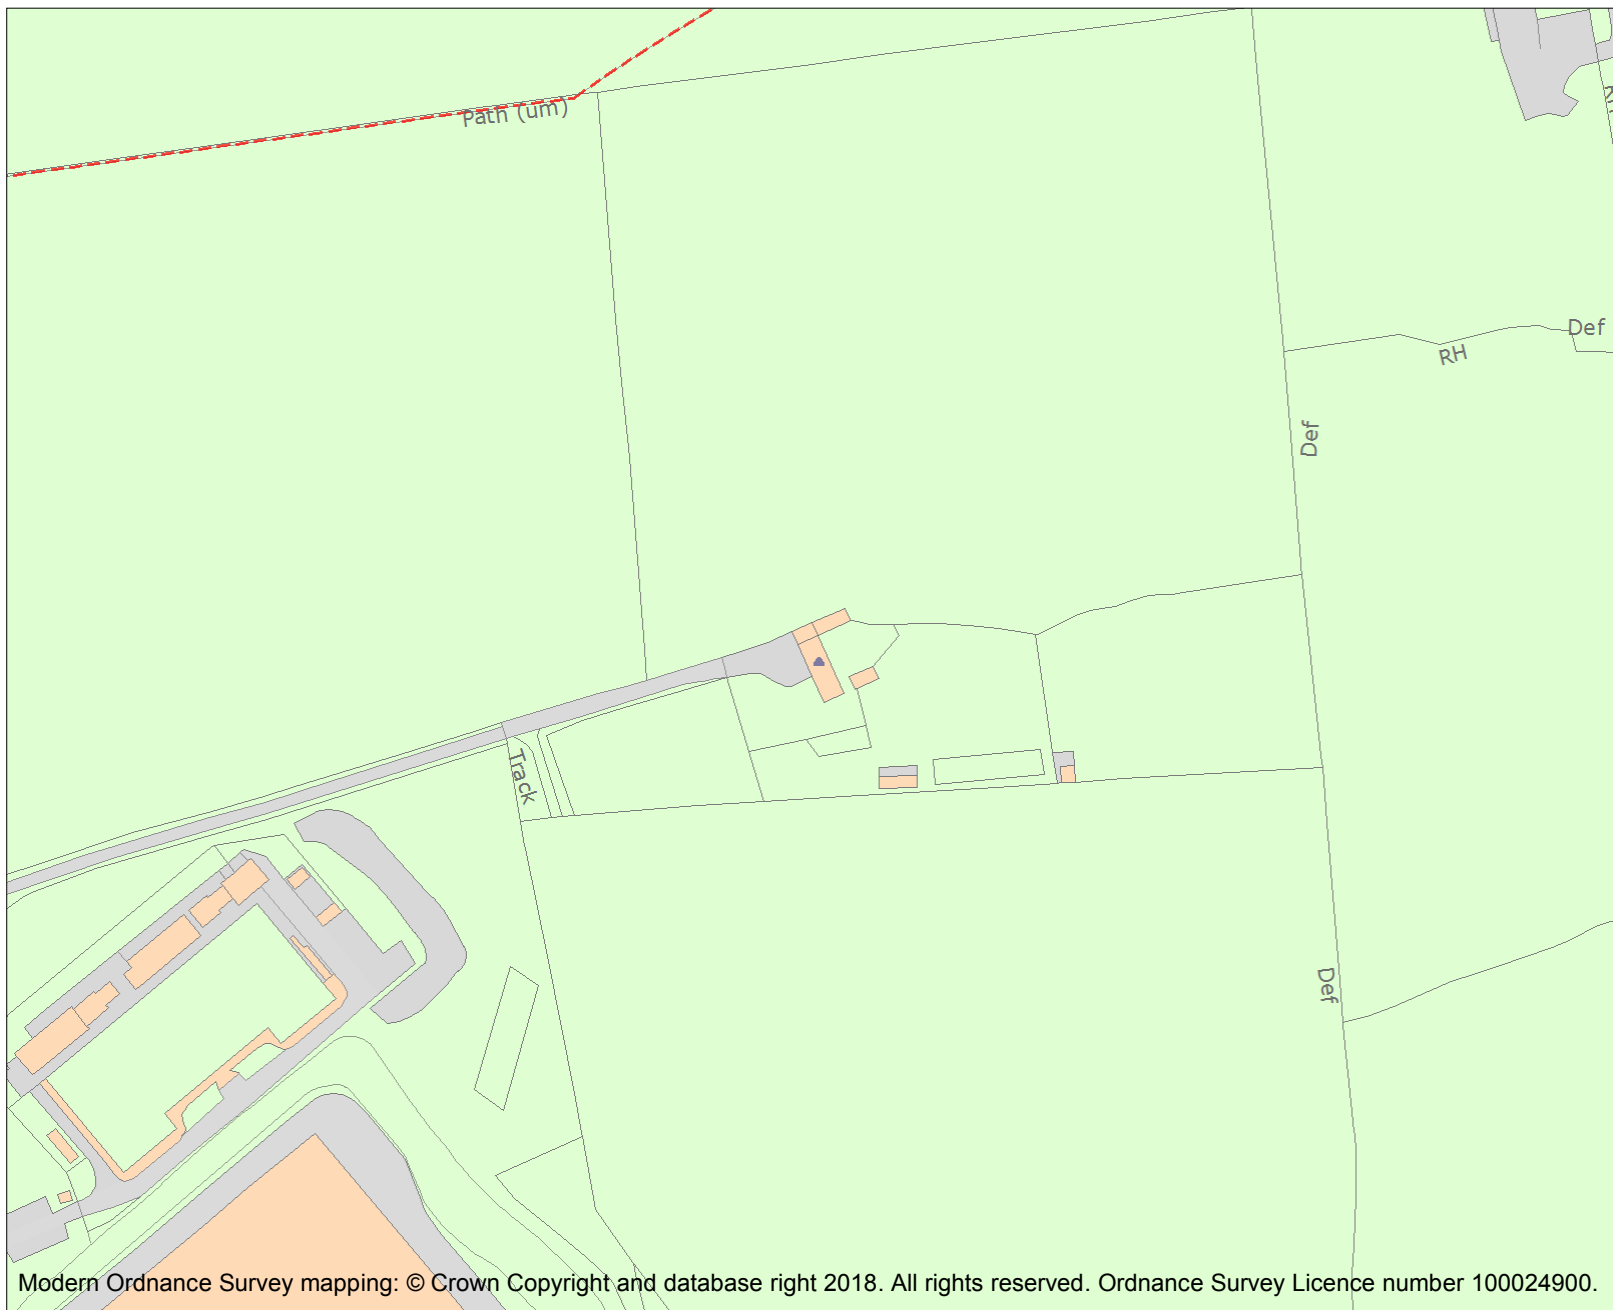 Path (um)
Def
RH
Def
Track
Def
Modern Ordnance Survey mapping: © Crown Copyright and database right 2018. All rights reserved. Ordnance Survey Licence number 100024900.